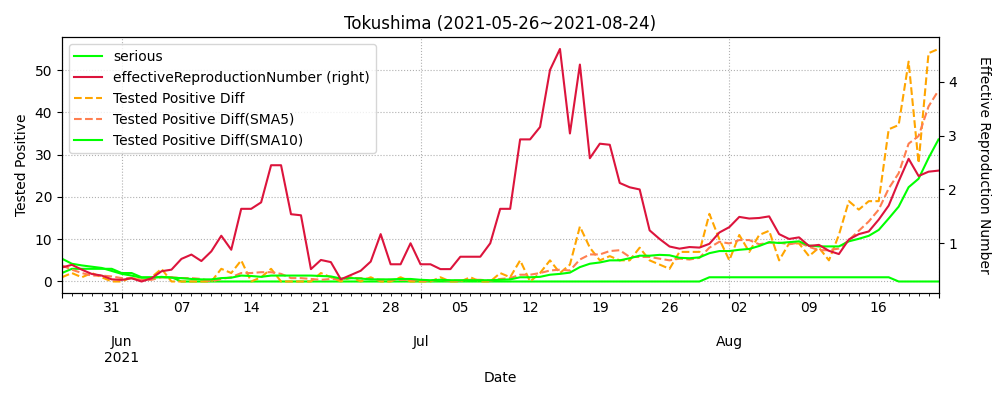 Tokushima (2021-05-26~2021-08-24)
serious
effectiveReproductionNumber (right)
Tested Positive Diff
Tested Positive Diff(SMA5)
Tested Positive Diff(SMA10)
Tested Positive
50
40
30
20
10
0
4
3
2
1
Effective Reproduction Number
31 07 14 21 28 05 12 19 26 02 09 16
Jun Jul Aug
2021
Date